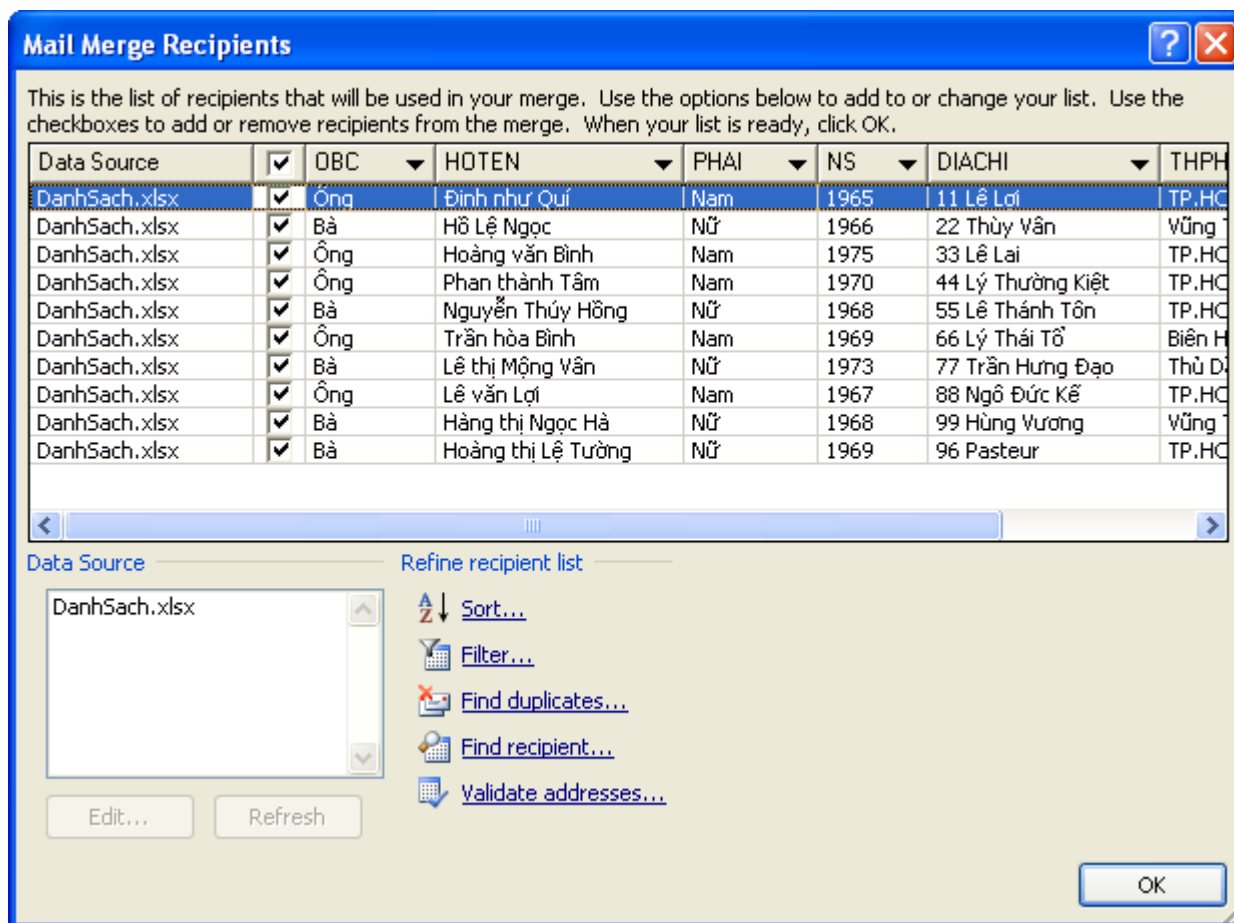 Mail Merge Recipients
This is the list of recipients that will be used in your merge. Use the options below to add to or change your list. Use the
checkboxes to add or remove recipients from the merge. When your list is ready, click OK.
Data Source OBC HOTEN PHAI NS DIACHI THPH
DanhSach.xlsx Ông Đinh như Quí Nam 1965 11 Lê Lợi TP.HC
DanhSach.xlsx Bà Hồ Lệ Ngọc Nữ 1966 22 Thùy Vân Vũng T
DanhSach.xlsx Ông Hoàng văn Bình Nam 1975 33 Lê Lai TP.HC
DanhSach.xlsx Ông Phan thành Tâm Nam 1970 44 Lý Thường Kiệt TP.HC
DanhSach.xlsx Bà Nguyễn Thúy Hồng Nữ 1968 55 Lê Thánh Tôn TP.HC
DanhSach.xlsx Ông Trần hòa Bình Nam 1969 66 Lý Thái Tổ Biên H
DanhSach.xlsx Bà Lê thị Mộng Vân Nữ 1973 77 Trần Hưng Đạo Thủ Dầ
DanhSach.xlsx Ông Lê văn Lợi Nam 1967 88 Ngô Đức Kế TP.HC
DanhSach.xlsx Bà Hàng thị Ngọc Hà Nữ 1968 99 Hùng Vương Vũng T
DanhSach.xlsx Bà Hoàng thị Lệ Tường Nữ 1969 96 Pasteur TP.HC
Data Source Refine recipient list
DanhSach.xlsx
Sort...
Filter...
Find duplicates...
Find recipient...
Validate addresses...
Edit... Refresh
OK